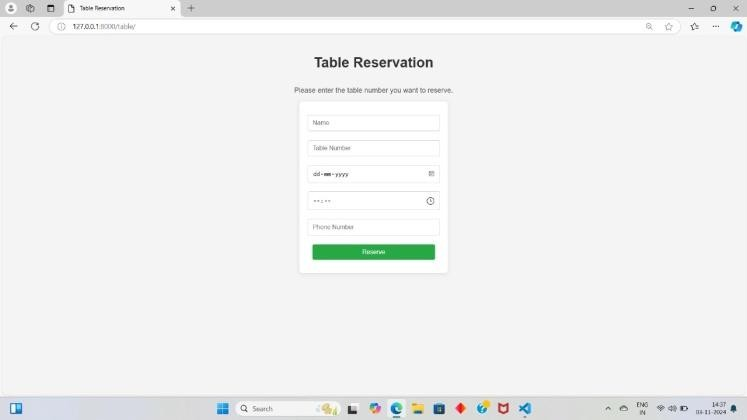 Table Reservation
127.0.0.1:8000/table/
Table Reservation
Please enter the table number you want to reserve.
Name
Table Number
dd-mm-yyyy
--:--
Phone Number
Reserve
Search
ENG
IN
14:37
03-11-2024